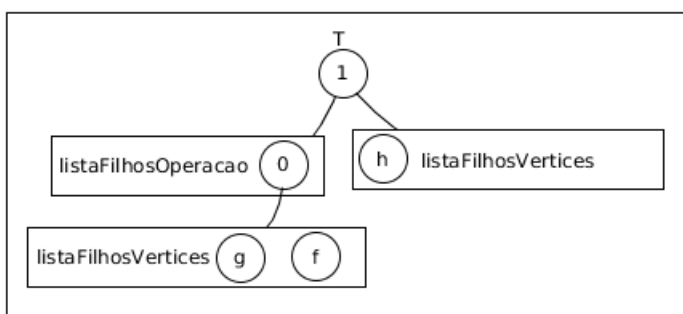 T
1
listaFilhosOperacao 0
h listaFilhosVertices
listaFilhosVertices g f